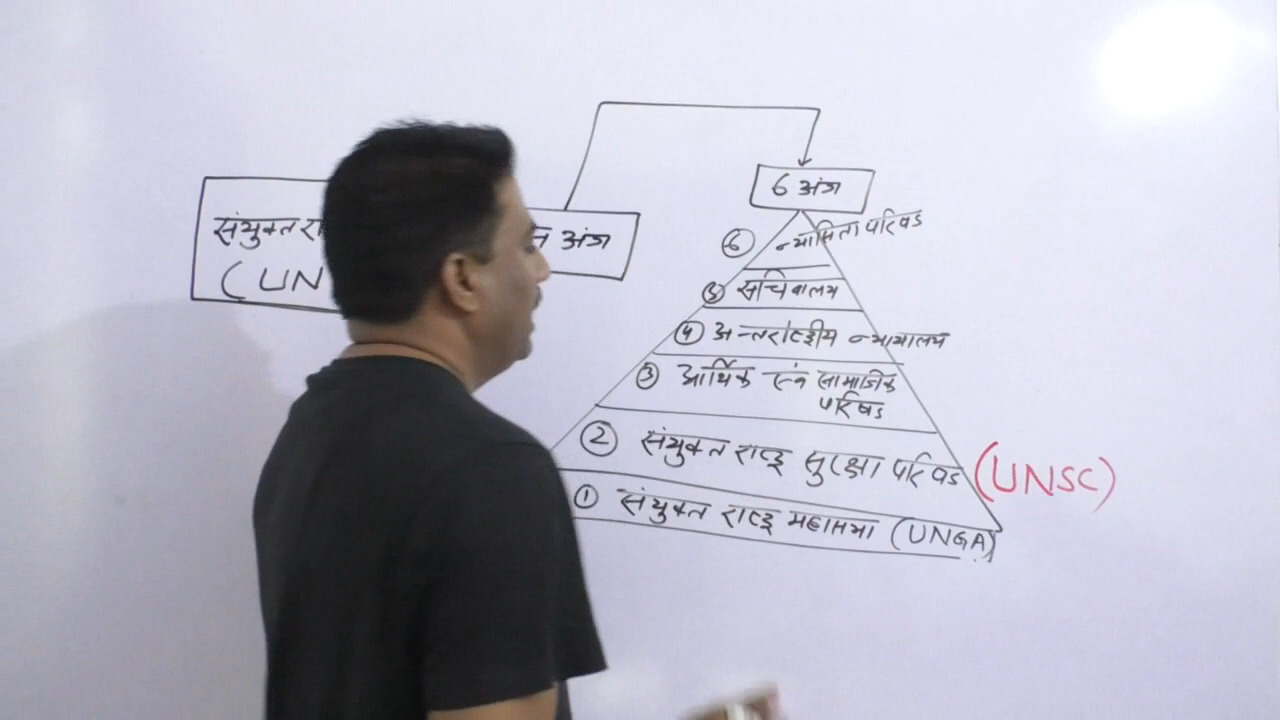 संयुक्त रा
(UN
अंग
6 अंग
⑥ न्यासिता परिषद
⑤ सचिवालय
④ अन्तर्राष्ट्रीय न्यायालय
③ आर्थिक एवं सामाजिक
परिषद
② संयुक्त राष्ट्र सुरक्षा परिषद (UNSC)
① संयुक्त राष्ट्र महासभा (UNGA)